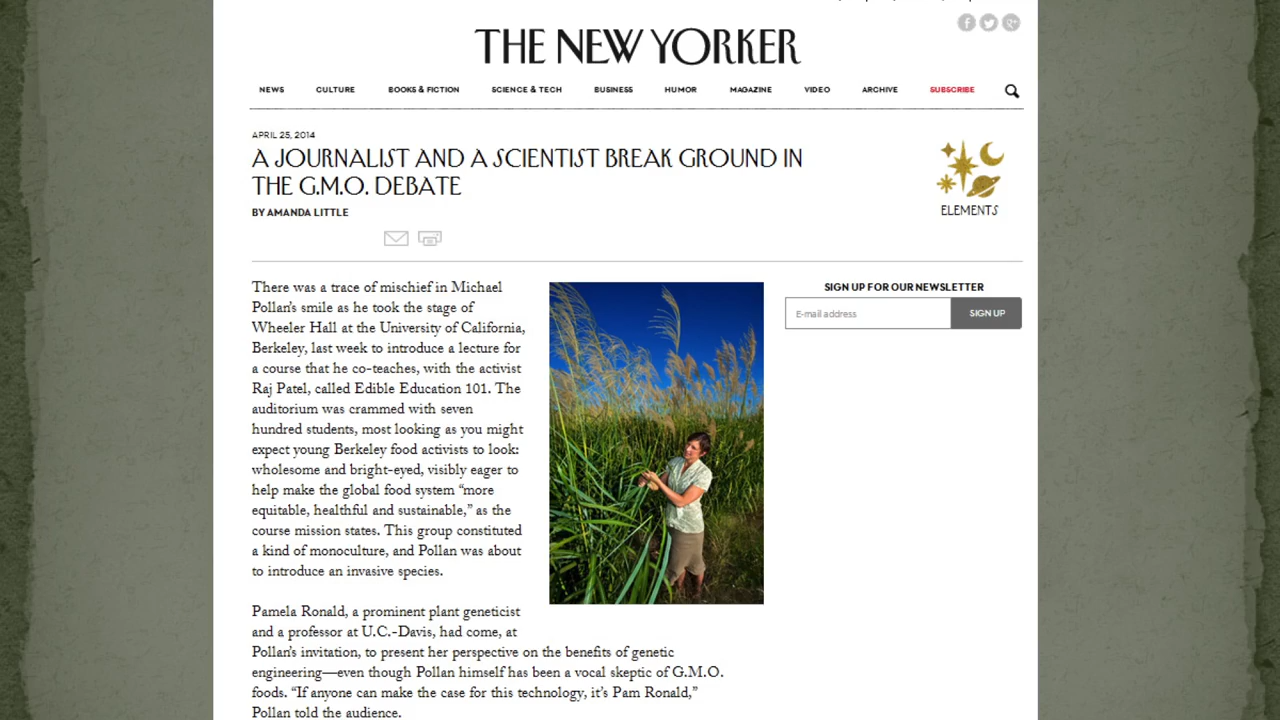 THE NEW YORKER
NEWS CULTURE BOOKS & FICTION SCIENCE & TECH BUSINESS HUMOR MAGAZINE VIDEO ARCHIVE SUBSCRIBE
APRIL 25, 2014
A JOURNALIST AND A SCIENTIST BREAK GROUND IN
THE G.M.O. DEBATE
BY AMANDA LITTLE
ELEMENTS
There was a trace of mischief in Michael
Pollan’s smile as he took the stage of
Wheeler Hall at the University of California,
Berkeley, last week to introduce a lecture for
a course that he co-teaches, with the activist
Raj Patel, called Edible Education 101. The
auditorium was crammed with seven
hundred students, most looking as you might
expect young Berkeley food activists to look:
wholesome and bright-eyed, visibly eager to
help make the global food system “more
equitable, healthful and sustainable,” as the
course mission states. This group constituted
a kind of monoculture, and Pollan was about
to introduce an invasive species.
Pamela Ronald, a prominent plant geneticist
and a professor at U.C.-Davis, had come, at
Pollan’s invitation, to present her perspective on the benefits of genetic
engineering—even though Pollan himself has been a vocal skeptic of G.M.O.
foods. “If anyone can make the case for this technology, it’s Pam Ronald,”
Pollan told the audience.
SIGN UP FOR OUR NEWSLETTER
E-mail address
SIGN UP